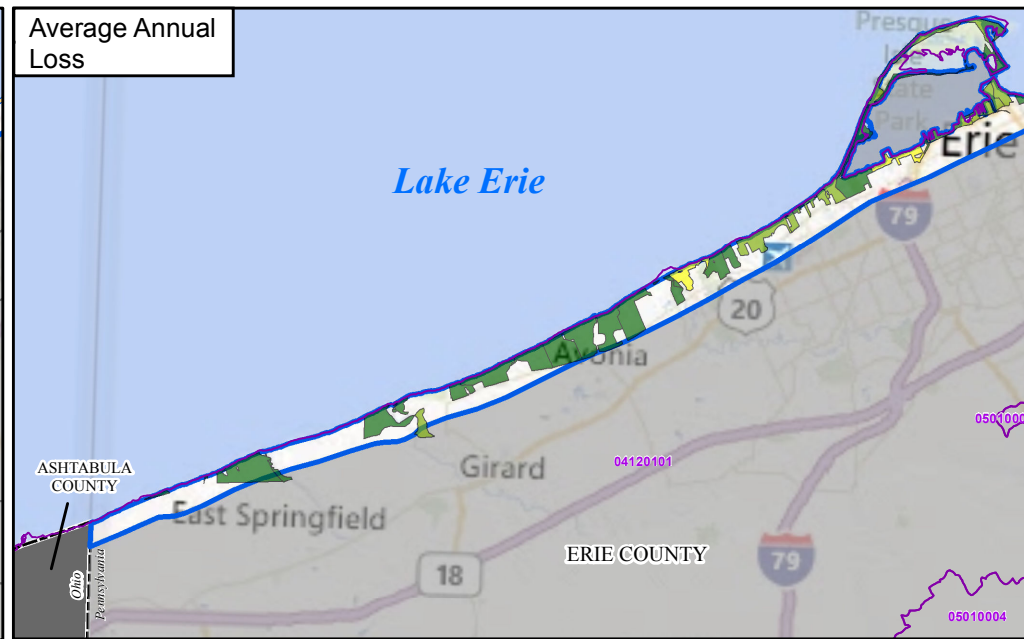 Average Annual
Loss
Presque
Isle
State
Park
Erie
Lake Erie
79
20
Avonia
ASHTABULA
COUNTY
Girard
04120101
East Springfield
ERIE COUNTY
79
18
Ohio
Pennsylvania
05010004